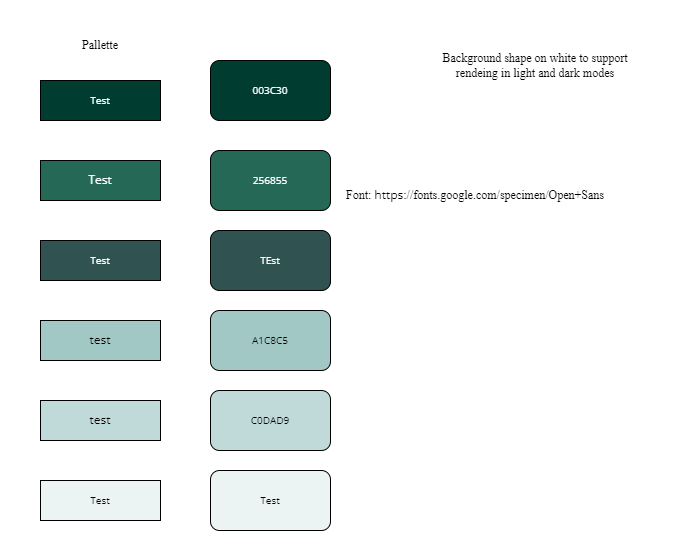 Pallette
Background shape on white to support
rendeing in light and dark modes
Test
003C30
Test
256855
Font: https://fonts.google.com/specimen/Open+Sans
Test
TEst
test
A1C8C5
test
C0DAD9
Test
Test